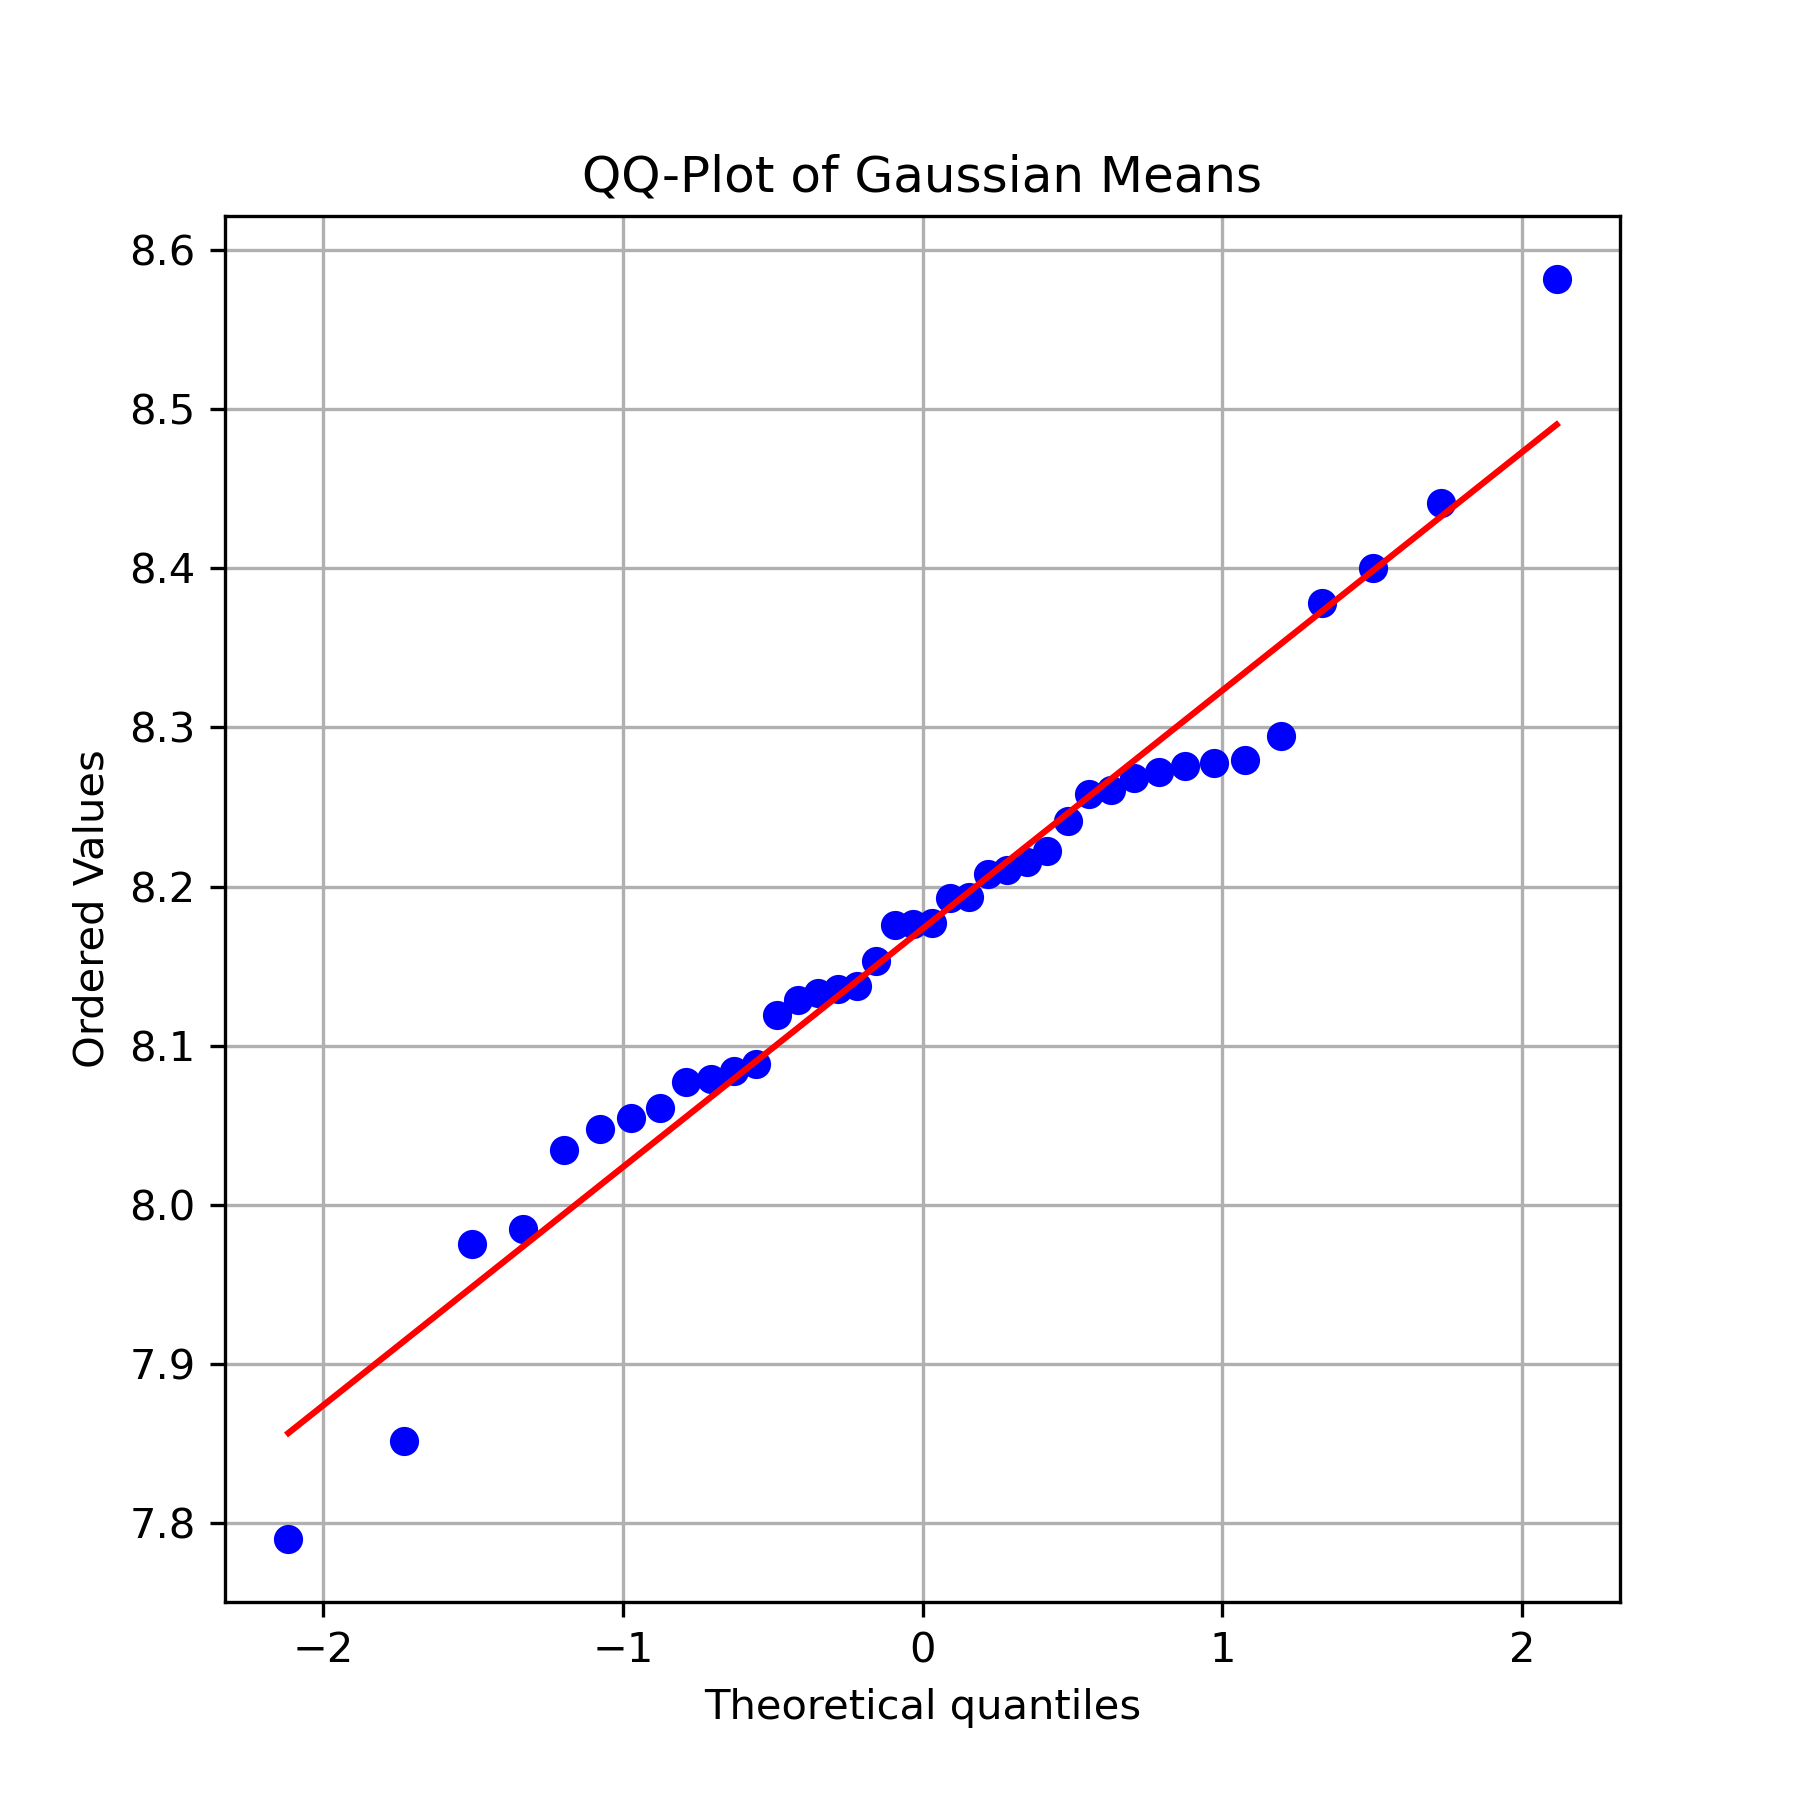 QQ-Plot of Gaussian Means
8.6
8.5
8.4
8.3
8.2
8.1
8.0
7.9
7.8
Ordered Values
−2 −1 0 1 2
Theoretical quantiles